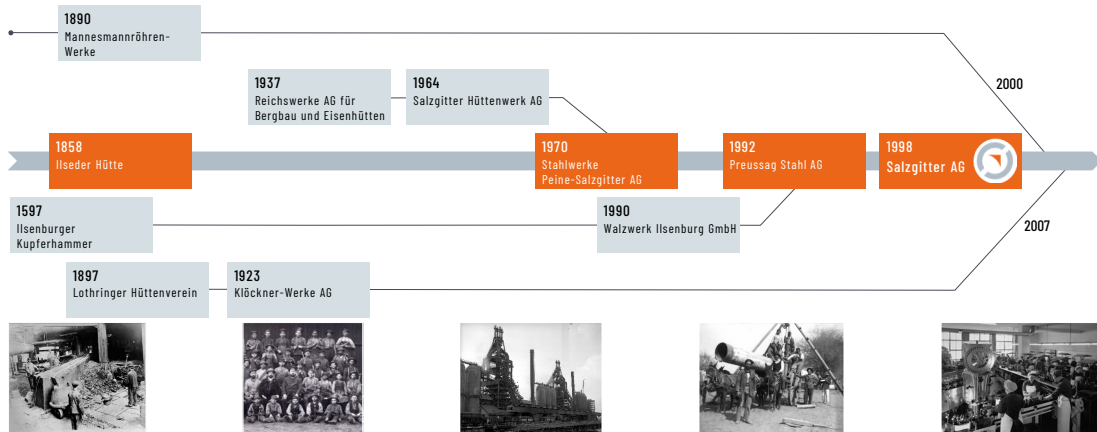 1890
Mannesmannröhren-
Werke
1937
Reichswerke AG für
Bergbau und Eisenhütten
1964
Salzgitter Hüttenwerk AG
2000
1858
Ilseder Hütte
1970
Stahlwerke
Peine-Salzgitter AG
1992
Preussag Stahl AG
1998
Salzgitter AG
1597
Ilsenburger
Kupferhammer
1990
Walzwerk Ilsenburg GmbH
2007
1897
Lothringer Hüttenverein
1923
Klöckner-Werke AG